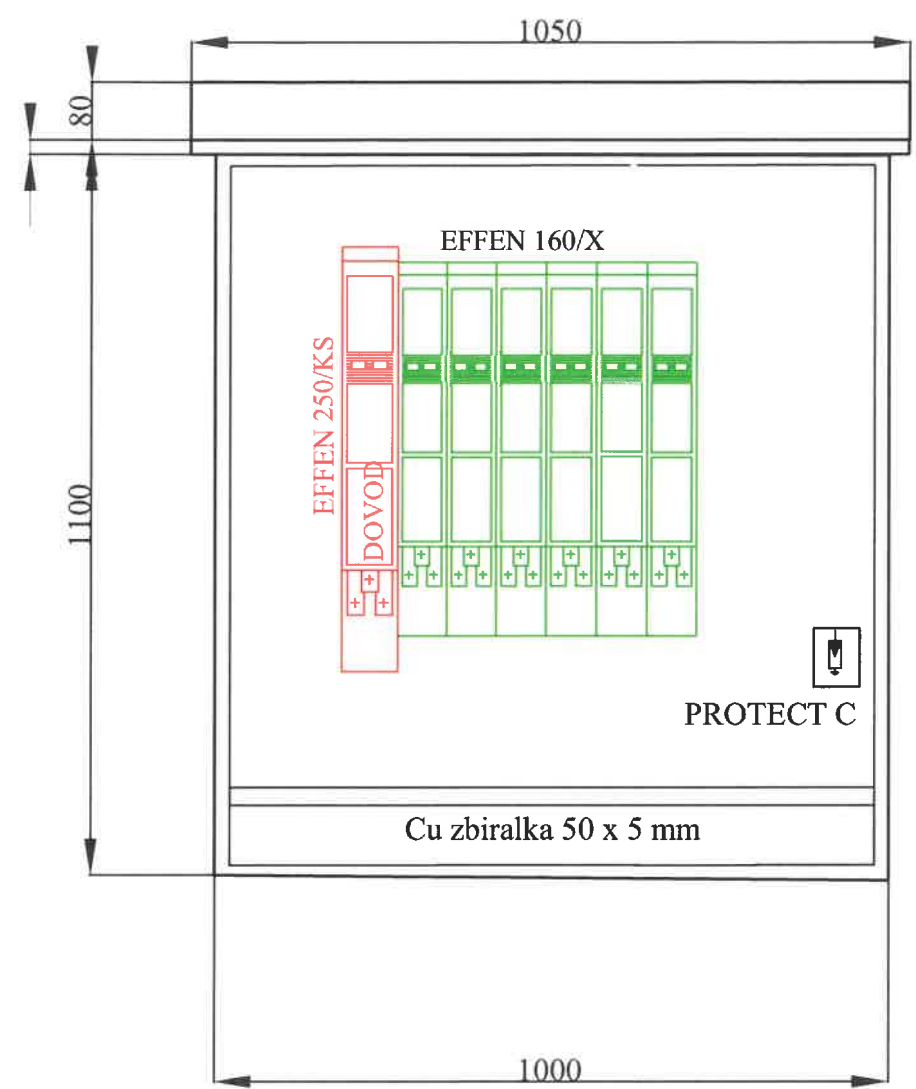 1050
80
EFFEN 160/X
EFFEN 250/KS
DOVOD
1100
PROTECT C
Cu zbiralka 50 x 5 mm
1000